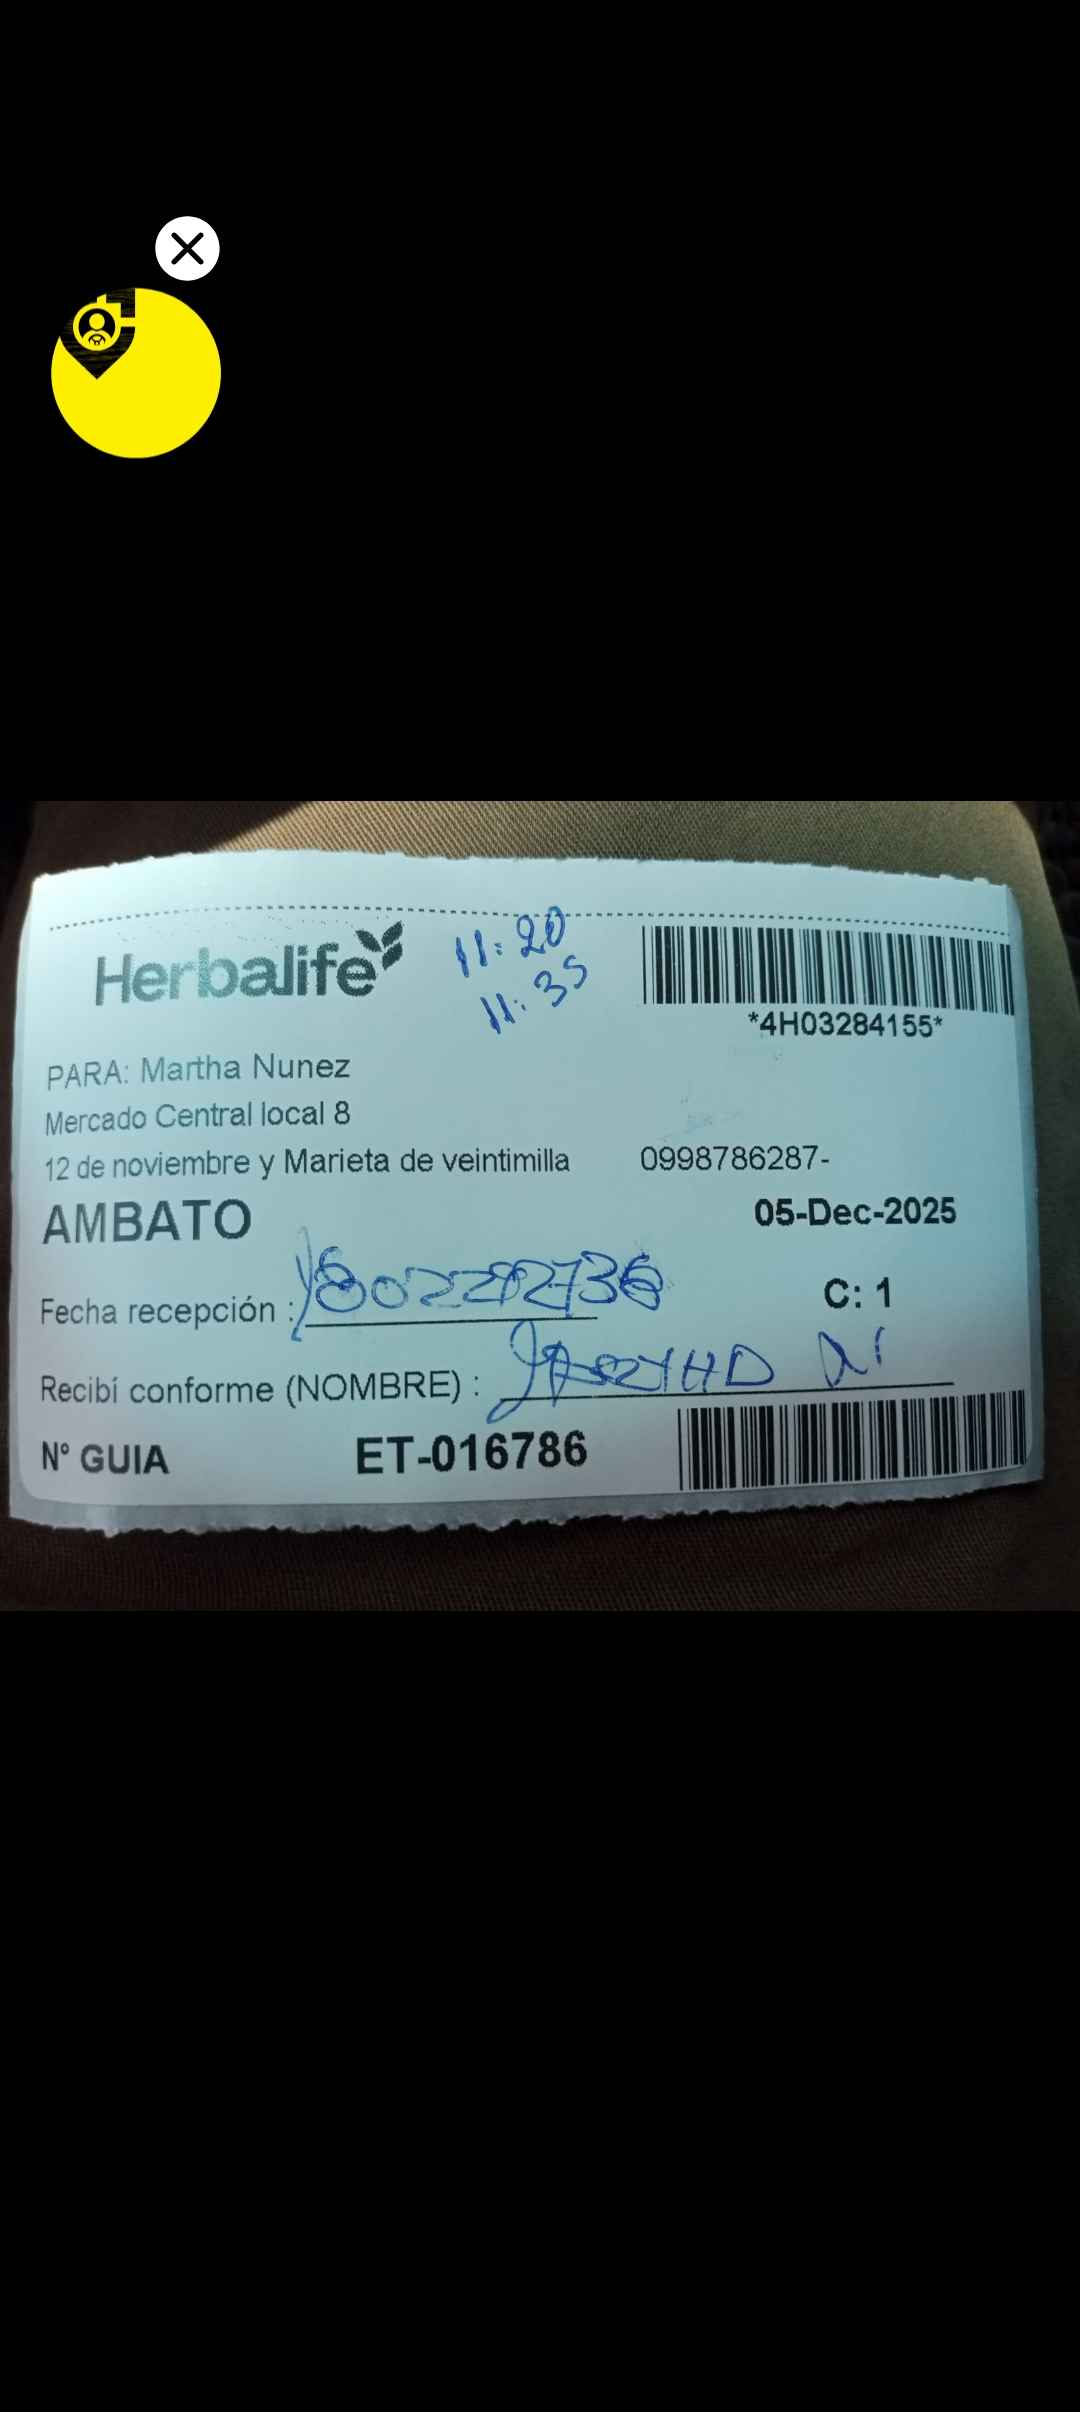 Herbalife
11:20
11:35
*4H03284155*
PARA: Martha Nunez
Mercado Central local 8
12 de noviembre y Marieta de veintimilla 0998786287-
AMBATO 05-Dec-2025
Fecha recepción :
C: 1
Recibí conforme (NOMBRE) :
N° GUIA ET-016786